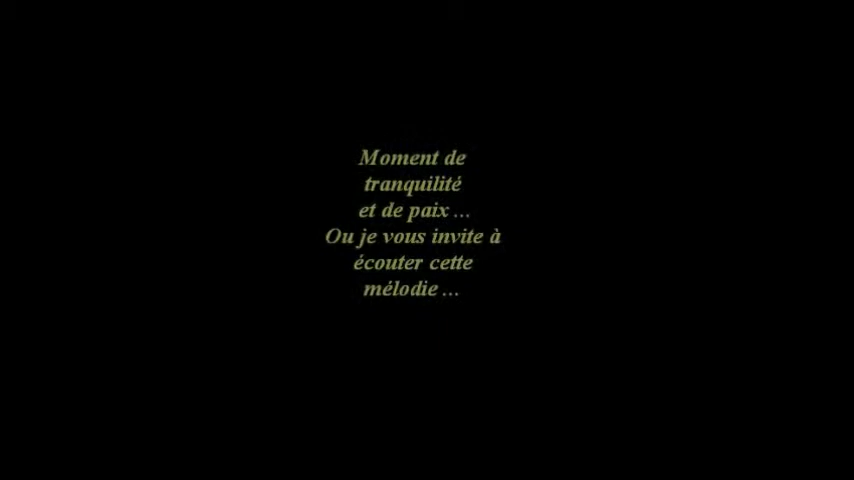 Moment de
tranquilité
et de paix ...
Ou je vous invite à
écouter cette
mélodie ...